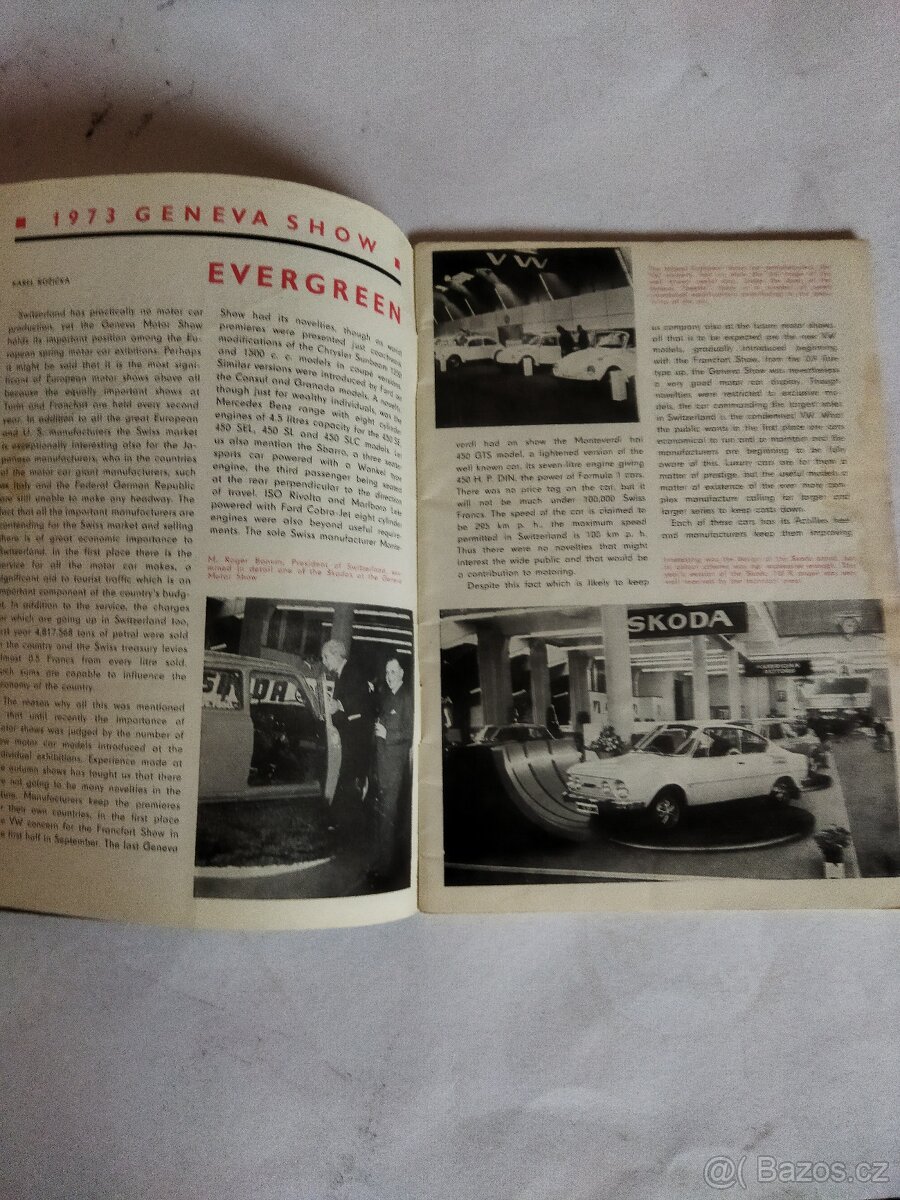 1973 GENEVA SHOW
KAREL RŮŽIČKA
EVERGREEN
Switzerland has practically no motor car
production, yet the Geneva Motor Show
holds its important position among the Eu-
ropean spring motor car exibitions. Perhaps
it might be said that it is the most signi-
ficant of European motor shows above all
because the equally important shows at
Turin and Francfort are held every second
year. In addition to all the great European
and U. S. manufacturers the Swiss market
is exceptionally interesting also for the Ja-
panese manufacturers, who in the countries
of the motor car giant manufacturers, such
as Italy and the Federal German Republic
are still unable to make any headway. The
fact that all the important manufacturers are
contending for the Swiss market and selling
there is of great economic importance to
Switzerland. In the first place there is the
service for all the motor car makes, a
significant aid to tourist traffic which is an
important component of the country's budg-
et. In addition to the service, the charges
which are going up in Switzerland too,
last year 4,817.568 tons of petrol were sold
in the country and the Swiss treasury levies
almost 0.5 Francs from every litre sold.
Such sums are capable to influence the
economy of the country.
The reason why all this was mentioned
that until recently the importance of
motor shows was judged by the number of
new motor car models introduced at the
individual exhibitions. Experience made at
the autumn shows has taught us that there
are not going to be many novelties in the
future. Manufacturers keep the premieres
for their own countries, in the first place
the VW concern for the Francfort Show in
the first half in September. The last Geneva
Show had its novelties, though as world
premieres were presented just coachwork
modifications of the Chrysler Sunbeam 1250
and 1300 c. c. models in coupé versions.
Similar versions were introduced by Ford on
the Consul and Granada models. A novelty,
though just for wealthy individuals, was the
Mercedes Benz range with eight cylinder
engines of 4.5 litres capacity for the 450 SE,
450 SEL, 450 SL and 450 SLC models. Let
us also mention the Sbarro, a three seater
sports car powered with a Wankel type
engine, the third passenger being seated
at the rear perpendicular to the direction
of travel. ISO Rivolta and Marlboro Lele
powered with Ford Cobra-Jet eight cylinder
engines were also beyond useful require-
ments. The sole Swiss manufacturer Monte-
M. Roger Bonvin, President of Switzerland, exa-
mined in detail one of the Skodas at the Geneva
Motor Show
VW
verdi had on show the Monteverdi hai
450 GTS model, a lightened version of the
well known car, its seven-litre engine giving
450 H. P. DIN, the power of Formula 1 cars.
There was no price tag on the car, but it
will not be much under 100,000 Swiss
Francs. The speed of the car is claimed to
be 295 km p. h., the maximum speed
permitted in Switzerland is 100 km p. h.
Thus there were no novelties that might
interest the wide public and that would be
a contribution to motoring.
Despite this fact which is likely to keep
us company also at the future motor shows,
all that is to be expected are the new VW
models, gradually introduced beginning
with the Francfort Show, from the 0.9 litre
type up, the Geneva Show was nevertheless
a very good motor car display. Though
novelties were restricted to exclusive mo-
dels, the car commanding the largest sales
in Switzerland is the condemned VW. What
the public wants in the first place are cars
economical to run and to maintain and the
manufacturers are beginning to be fully
aware of this. Luxury cars are for them a
matter of prestige but the useful models a
matter of existence of the ever more com-
plex manufacture calling for larger and
larger series to keep costs down.
Each of these cars has its Achilles heel
and manufacturers keep them improving
SKODA
@ Bazos.cz